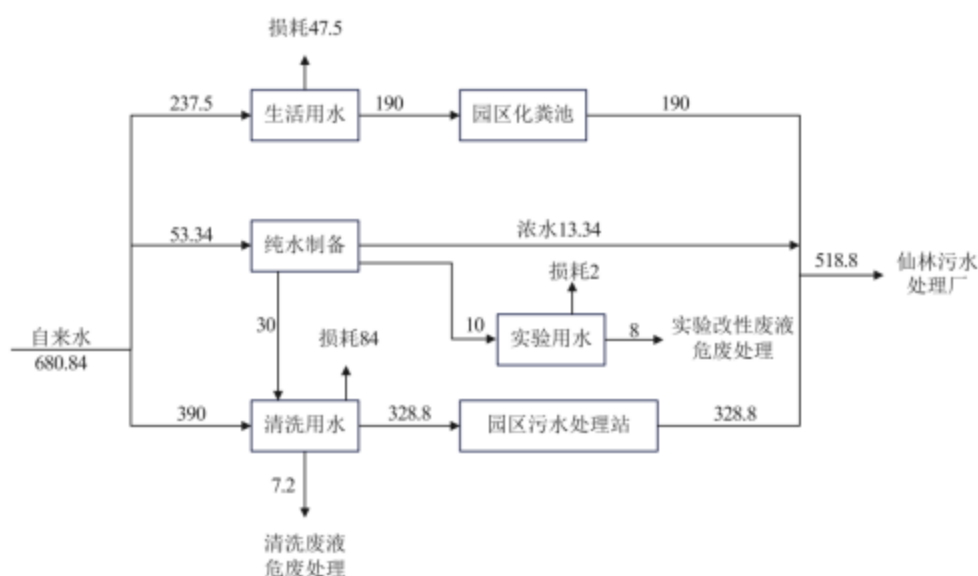 损耗47.5
237.5
生活用水
190
园区化粪池
190
53.34
纯水制备
浓水13.34
518.8
仙林污水
处理厂
损耗2
30
损耗84
10
实验用水
8
实验改性废液
危废处理
自来水
680.84
390
清洗用水
328.8
园区污水处理站
328.8
7.2
清洗废液
危废处理